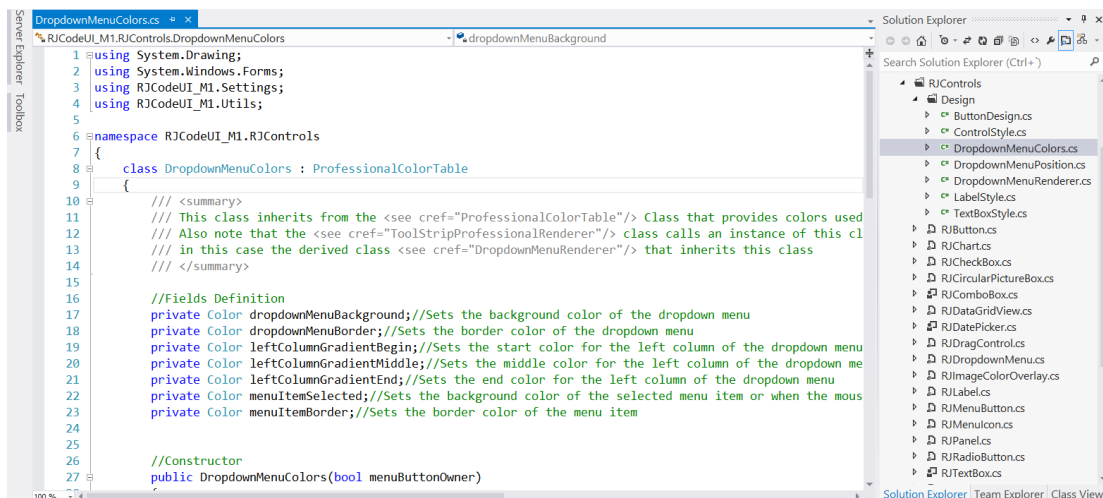 Server Explorer
Toolbox
DropdownMenuColors.cs
RJCodeUI_M1.RJControls.DropdownMenuColors
dropdownMenuBackground
1 using System.Drawing;
2 using System.Windows.Forms;
3 using RJCodeUI_M1.Settings;
4 using RJCodeUI_M1.Utils;
5
6 namespace RJCodeUI_M1.RJControls
7 {
8 class DropdownMenuColors : ProfessionalColorTable
9 {
10 /// <summary>
11 /// This class inherits from the <see cref="ProfessionalColorTable"/> Class that provides colors used
12 /// Also note that the <see cref="ToolStripProfessionalRenderer"/> class calls an instance of this cl
13 /// in this case the derived class <see cref="DropdownMenuRenderer"/> that inherits this class
14 /// </summary>
15
16 //Fields Definition
17 private Color dropdownMenuBackground;//Sets the background color of the dropdown menu
18 private Color dropdownMenuBorder;//Sets the border color of the dropdown menu
19 private Color leftColumnGradientBegin;//Sets the start color for the left column of the dropdown menu
20 private Color leftColumnGradientMiddle;//Sets the middle color for the left column of the dropdown me
21 private Color leftColumnGradientEnd;//Sets the end color for the left column of the dropdown menu
22 private Color menuItemSelected;//Sets the background color of the selected menu item or when the mous
23 private Color menuItemBorder;//Sets the border color of the menu item
24
25
26 //Constructor
27 public DropdownMenuColors(bool menuButtonOwner)
100 %
Solution Explorer
Search Solution Explorer (Ctrl+`)
RJControls
Design
ButtonDesign.cs
ControlStyle.cs
DropdownMenuColors.cs
DropdownMenuPosition.cs
DropdownMenuRenderer.cs
LabelStyle.cs
TextBoxStyle.cs
RJButton.cs
RJChart.cs
RJCheckBox.cs
RJCircularPictureBox.cs
RJComboBox.cs
RJDataGridView.cs
RJDatePicker.cs
RJDragControl.cs
RJDropdownMenu.cs
RJImageColorOverlay.cs
RJLabel.cs
RJMenuButton.cs
RJMenuIcon.cs
RJPanel.cs
RJRadioButton.cs
RJTextBox.cs
Solution Explorer Team Explorer Class View